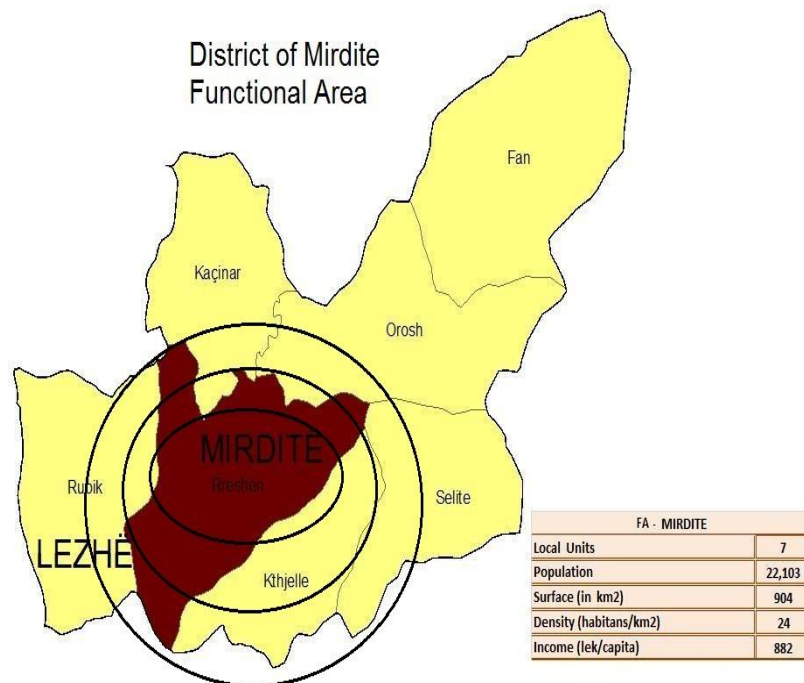 District of Mirdite
Functional Area
Fan
Kaçinar
Orosh
MIRDITË
Rreshen
Rubik
Selite
LEZHË
Kthjelle
FA - MIRDITE
Local Units 7
Population 22,103
Surface (in km2) 904
Density (habitans/km2) 24
Income (lek/capita) 882